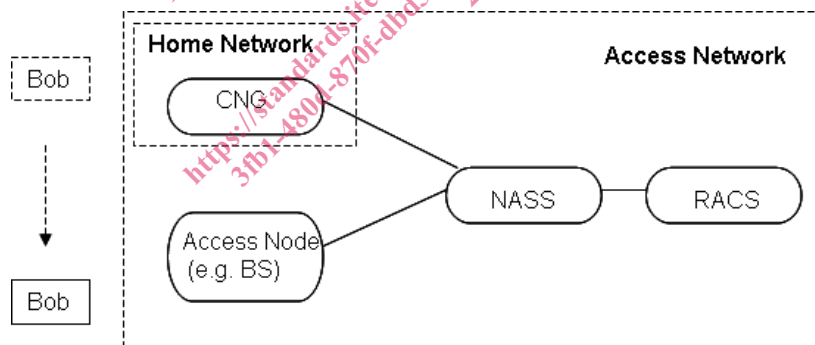 Home Network
Access Network
Bob
CNG
NASS
RACS
Access Node
(e.g. BS)
Bob